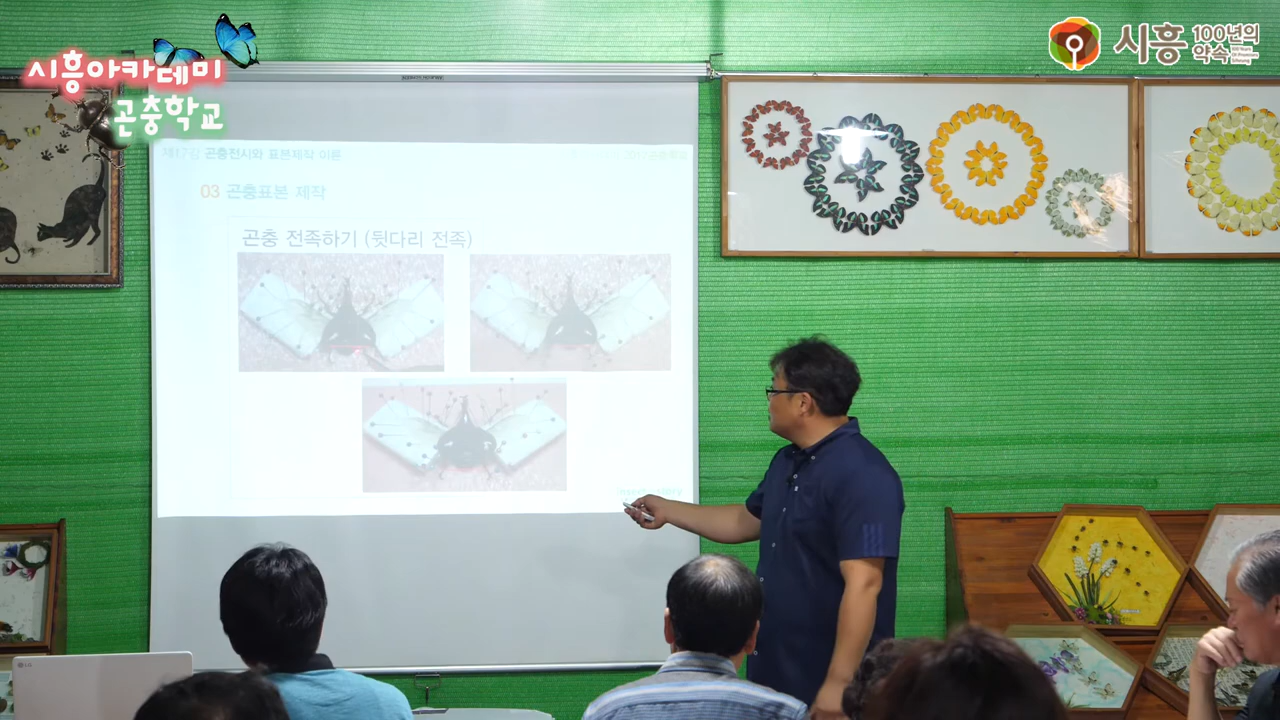 시흥아카데미
곤충학교
시흥
100년의
약속
제17강 곤충전시와 표본제작 이론
03 곤충표본 제작
곤충 전족하기 (뒷다리 전족)
LG